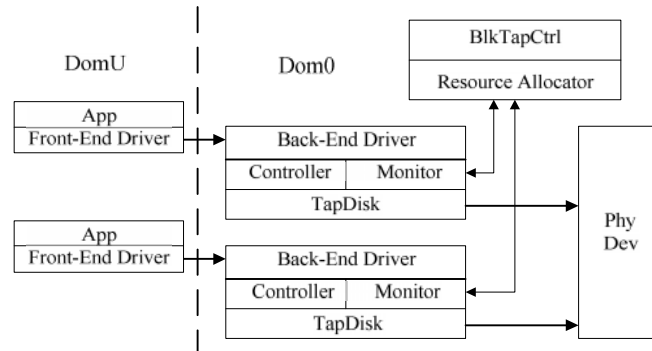 BlkTapCtrl
DomU
Dom0
Resource Allocator
App
Front-End Driver
Back-End Driver
Controller
Monitor
TapDisk
Phy
Dev
App
Front-End Driver
Back-End Driver
Controller
Monitor
TapDisk